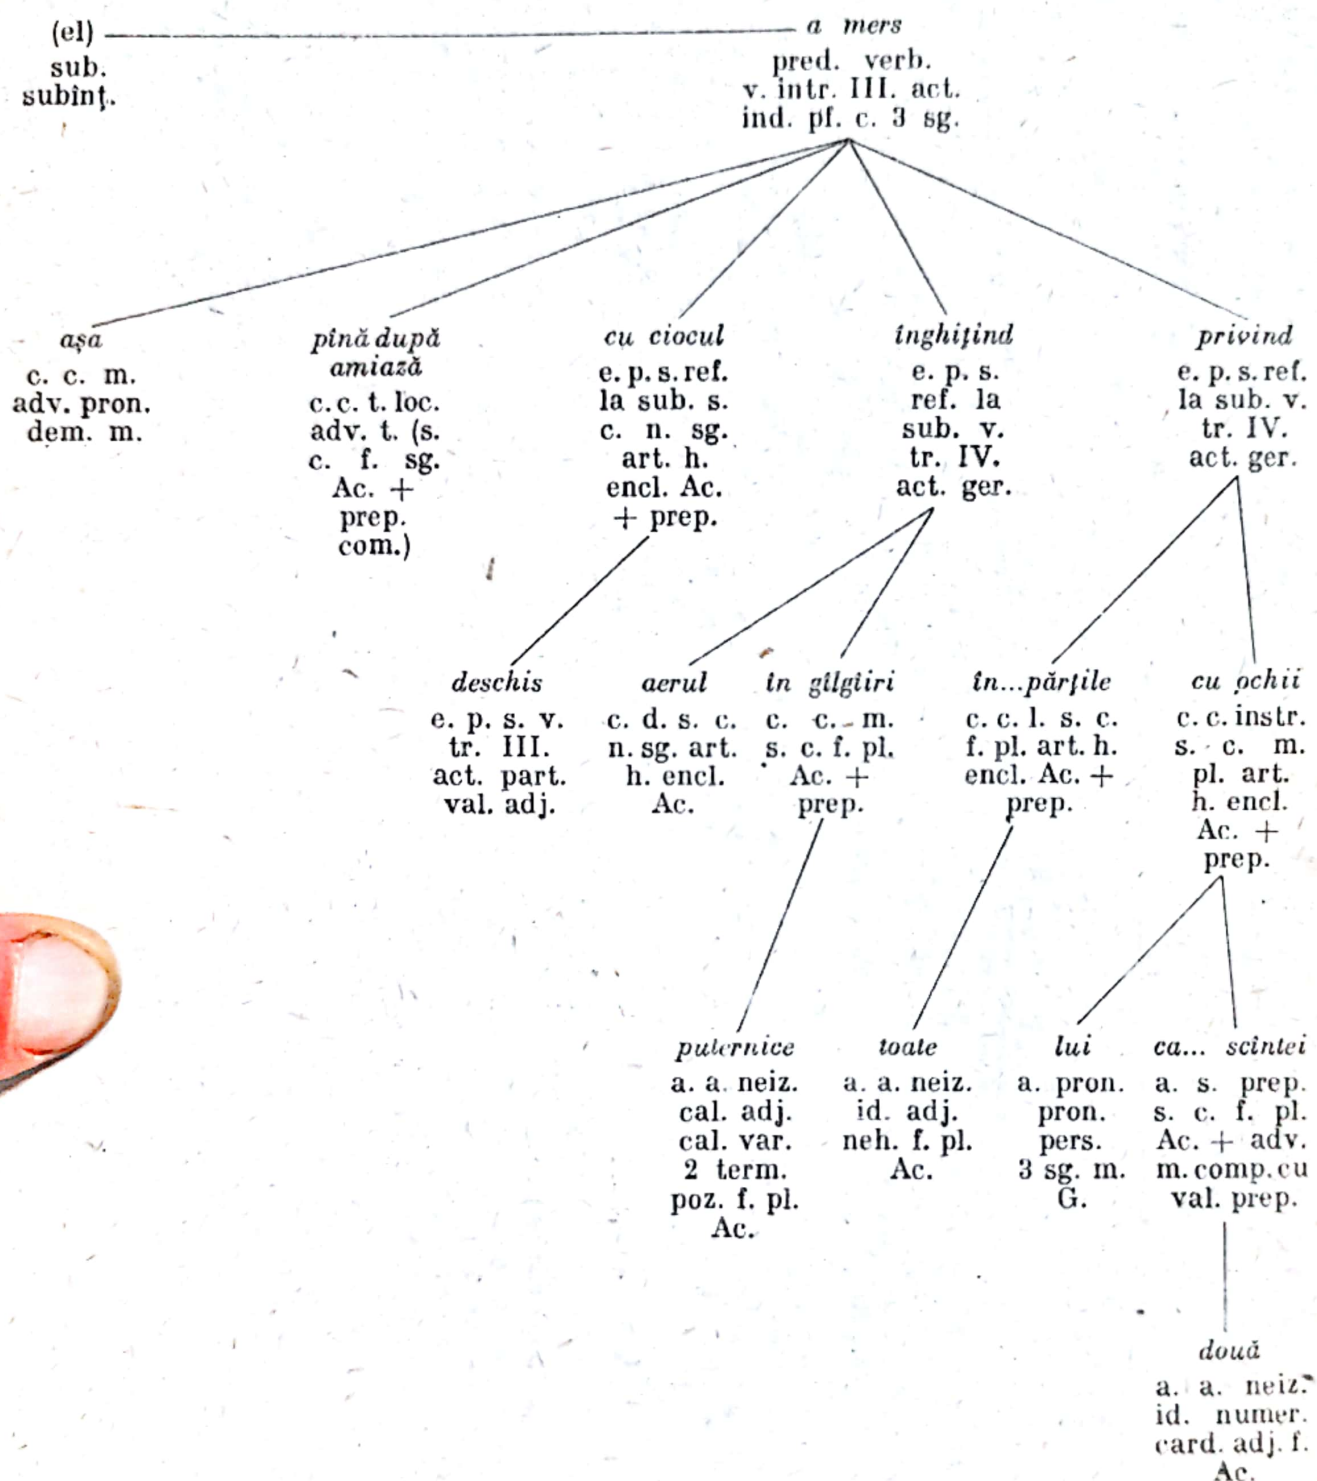 (el) a mers
sub.
subînț.
pred. verb.
v. intr. III. act.
ind. pf. c. 3 sg.
așa
c. c. m.
adv. pron.
dem. m.
pînă după
amiază
c. c. t. loc.
adv. t. (s.
c. f. sg.
Ac. +
prep.
com.)
cu ciocul
e. p. s. ref.
la sub. s.
c. n. sg.
art. h.
encl. Ac.
+ prep.
înghițind
e. p. s.
ref. la
sub. v.
tr. IV.
act. ger.
privind
e. p. s. ref.
la sub. v.
tr. IV.
act. ger.
deschis
e. p. s. v.
tr. III.
act. part.
val. adj.
aerul
c. d. s. c.
n. sg. art.
h. encl.
Ac.
în gîlgîiri
c. c. m.
s. c. f. pl.
Ac. +
prep.
în...părțile
c. c. l. s. c.
f. pl. art. h.
encl. Ac. +
prep.
cu ochii
c. c. instr.
s. c. m.
pl. art.
h. encl.
Ac. +
prep.
puternice
a. a. neiz.
cal. adj.
cal. var.
2 term.
poz. f. pl.
Ac.
toate
a. a. neiz.
id. adj.
neh. f. pl.
Ac.
lui
a. pron.
pron.
pers.
3 sg. m.
G.
ca... scîntei
a. s. prep.
s. c. f. pl.
Ac. + adv.
m. comp. cu
val. prep.
două
a. a. neiz.
id. numer.
card. adj. f.
Ac.